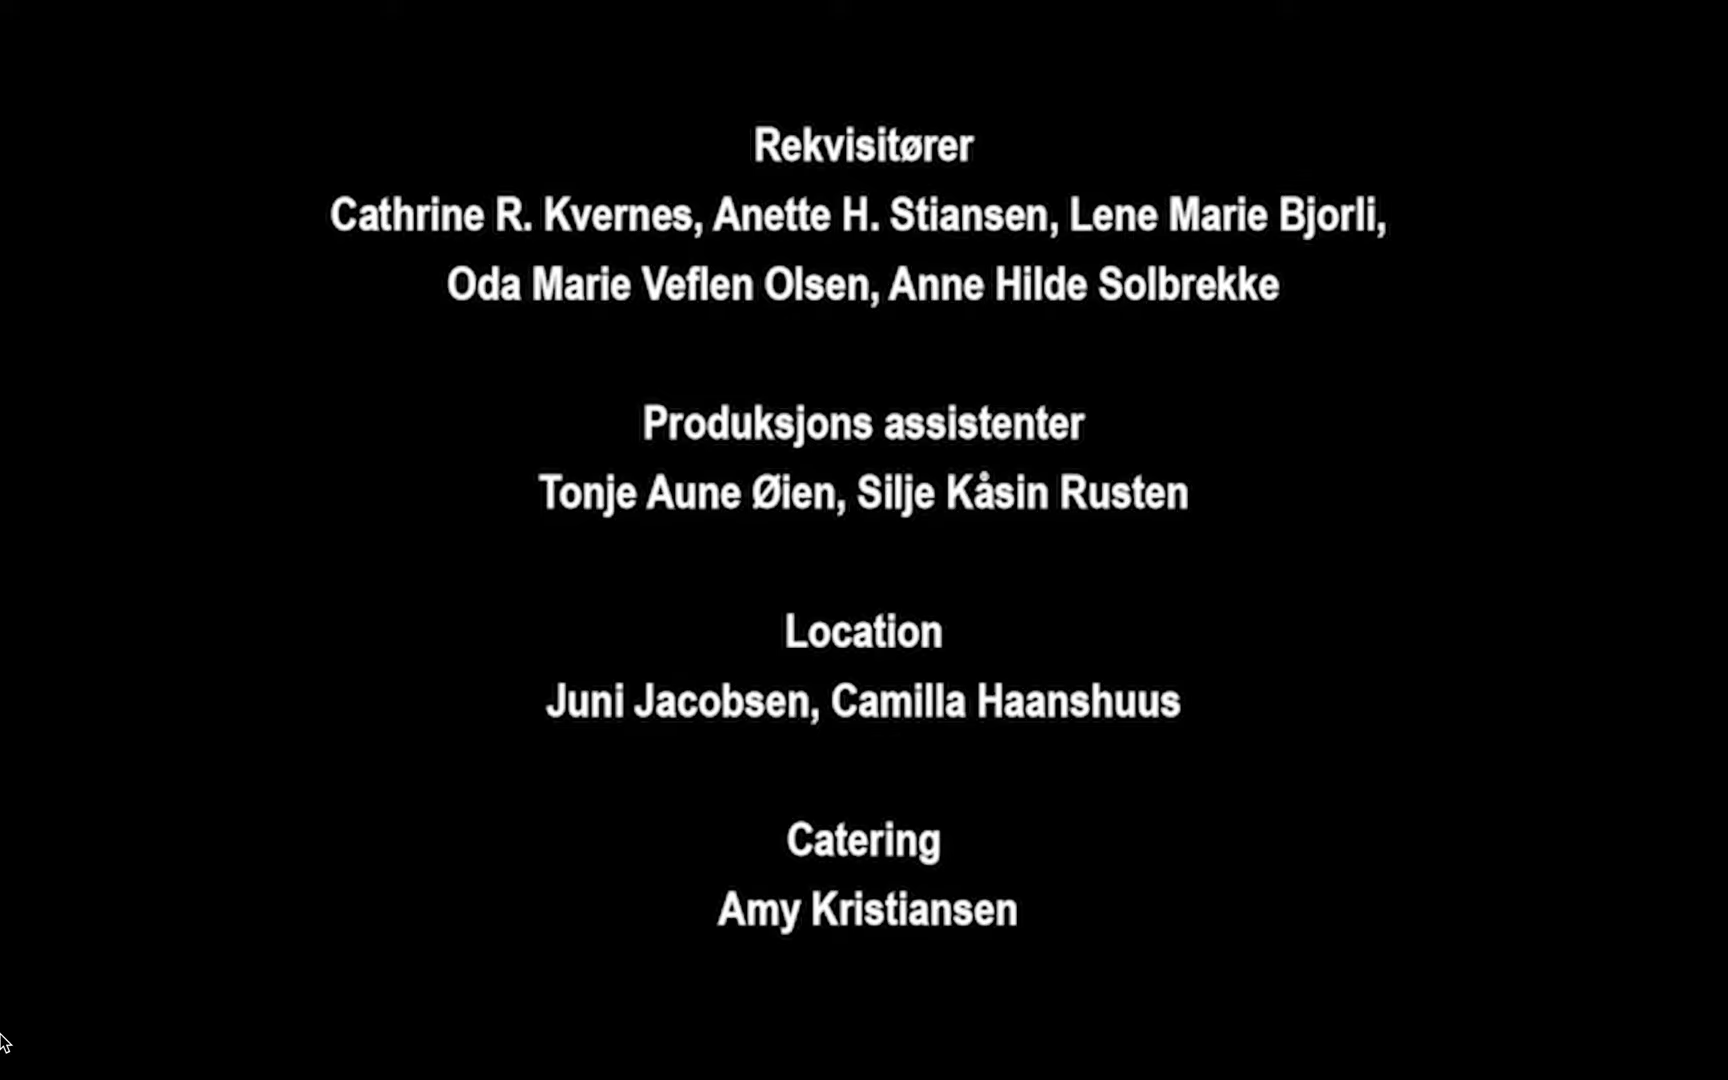 Rekvisitører
Cathrine R. Kvernes, Anette H. Stiansen, Lene Marie Bjorli,
Oda Marie Veflen Olsen, Anne Hilde Solbrekke
Produksjons assistenter
Tonje Aune Øien, Silje Kåsin Rusten
Location
Juni Jacobsen, Camilla Haanshuus
Catering
Amy Kristiansen